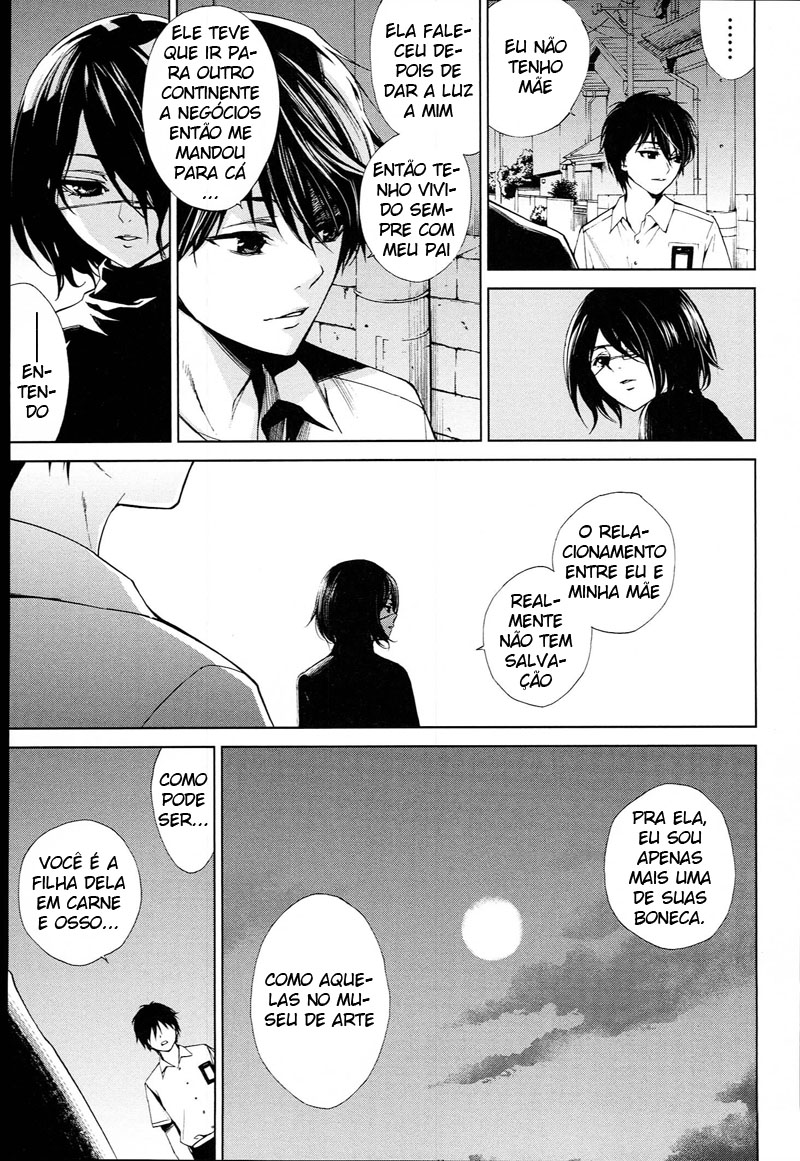 ......
EU NÃO
TENHO
MÃE
ELA FALE-
CEU DE-
POIS DE
DAR A LUZ
A MIM
ENTÃO TE-
NHO VIVI-
DO SEMPRE
COM
MEU PAI
ELE TEVE
QUE IR PA-
RA OUTRO
CONTINENTE
A NEGÓCIOS
ENTÃO ME
MANDOU
PARA CÁ
...
—
EN-
TEN-
DO
O RELA-
CIONAMENTO
ENTRE EU E
MINHA MÃE
REAL-
MENTE
NÃO TEM
SALVA-
ÇÃO
PRA ELA,
EU SOU
APENAS
MAIS UMA
DE SUAS
BONECA.
COMO AQUE-
LAS NO MU-
SEU DE ARTE
COMO
PODE
SER...
VOCÊ É A
FILHA DELA
EM CARNE
E OSSO...